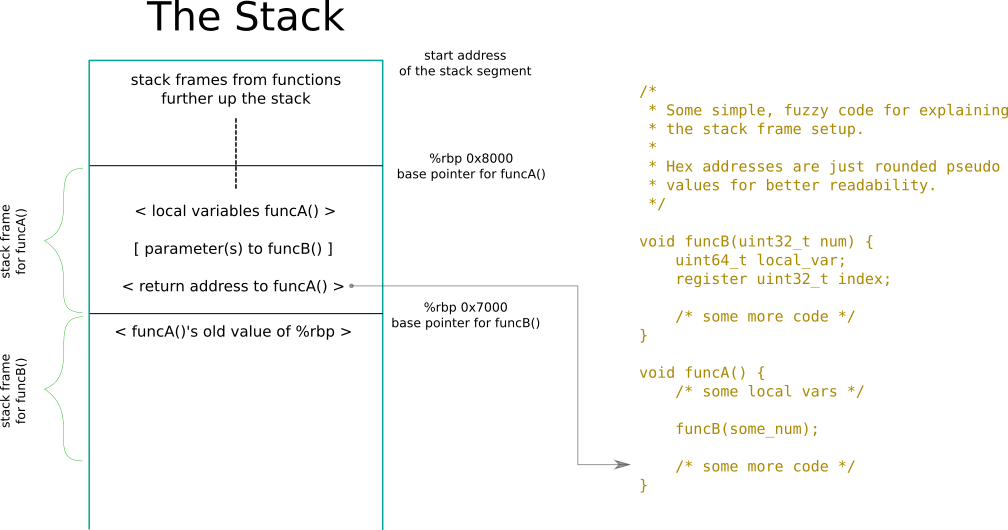 The Stack
start address
of the stack segment
stack frames from functions
further up the stack
%rbp 0x8000
base pointer for funcA()
stack frame
for funcA()
< local variables funcA() >
[ parameter(s) to funcB() ]
< return address to funcA() >
%rbp 0x7000
base pointer for funcB()
< funcA()'s old value of %rbp >
stack frame
for funcB()
/*
 * Some simple, fuzzy code for explaining
 * the stack frame setup.
 *
 * Hex addresses are just rounded pseudo
 * values for better readability.
 */
void funcB(uint32_t num) {
    uint64_t local_var;
    register uint32_t index;
    /* some more code */
}
void funcA() {
    /* some local vars */
    funcB(some_num);
    /* some more code */
}